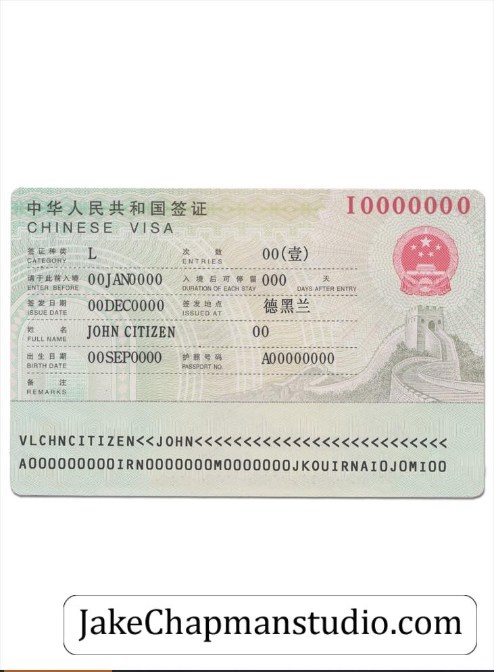 中华人民共和国签证 I0000000
CHINESE VISA
签证种类 L 次 数 00(壹)
CATEGORY ENTRIES
请于此前入境 00JAN0000 入境后可停留 000 天
ENTER BEFORE DURATION OF EACH STAY DAYS AFTER ENTRY
签发日期 00DEC0000 签发地点 德黑兰
ISSUE DATE ISSUED AT
姓 名 JOHN CITIZEN 00
FULL NAME
出生日期 00SEP0000 护照号码 A00000000
BIRTH DATE PASSPORT NO
备 注
REMARKS
VLCHNCITIZEN<<JOHN<<<<<<<<<<<<<<<<<<<<<<<<<<
A000000000IRN0000000M0000000JKOUIRNAIOJOMIOO
JakeChapmanstudio.com